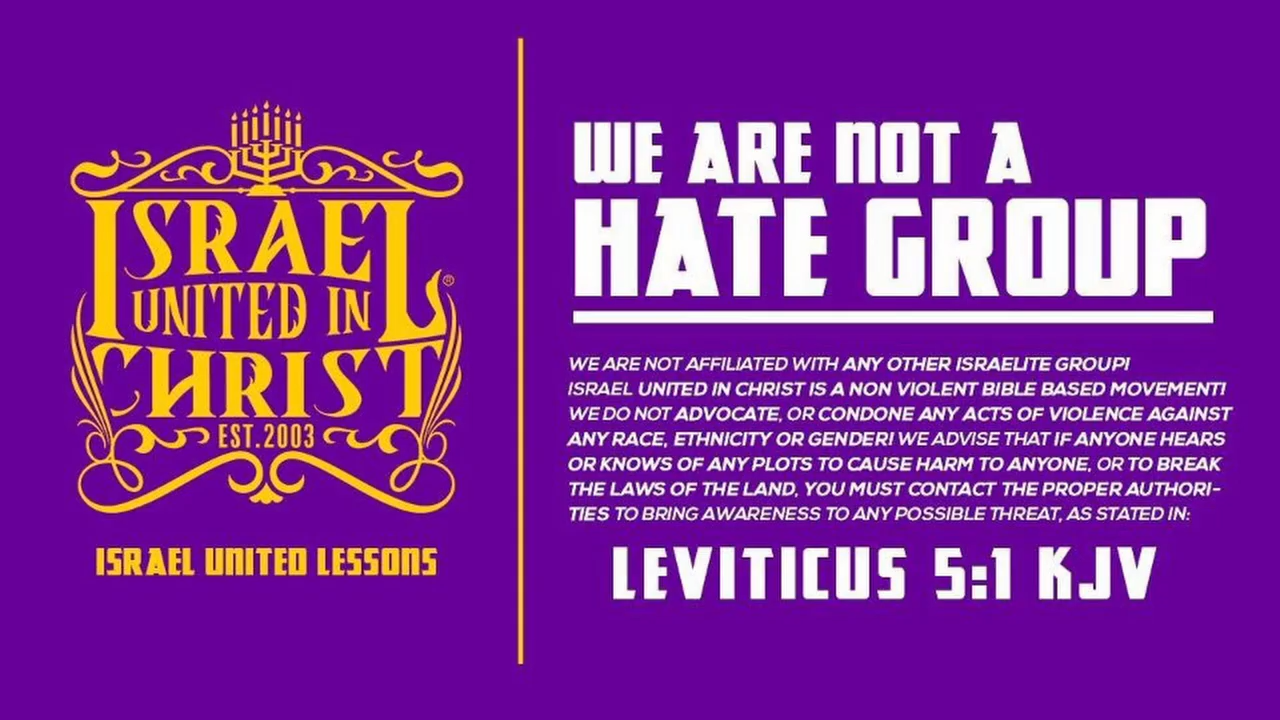 ISRAEL
UNITED IN
CHRIST
EST.2003
ISRAEL UNITED LESSONS
WE ARE NOT A
HATE GROUP
WE ARE NOT AFFILIATED WITH ANY OTHER ISRAELITE GROUP!
ISRAEL UNITED IN CHRIST IS A NON VIOLENT BIBLE BASED MOVEMENT!
WE DO NOT ADVOCATE, OR CONDONE ANY ACTS OF VIOLENCE AGAINST
ANY RACE, ETHNICITY OR GENDER! WE ADVISE THAT IF ANYONE HEARS
OR KNOWS OF ANY PLOTS TO CAUSE HARM TO ANYONE, OR TO BREAK
THE LAWS OF THE LAND, YOU MUST CONTACT THE PROPER AUTHORI-
TIES TO BRING AWARENESS TO ANY POSSIBLE THREAT, AS STATED IN:
LEVITICUS 5:1 KJV